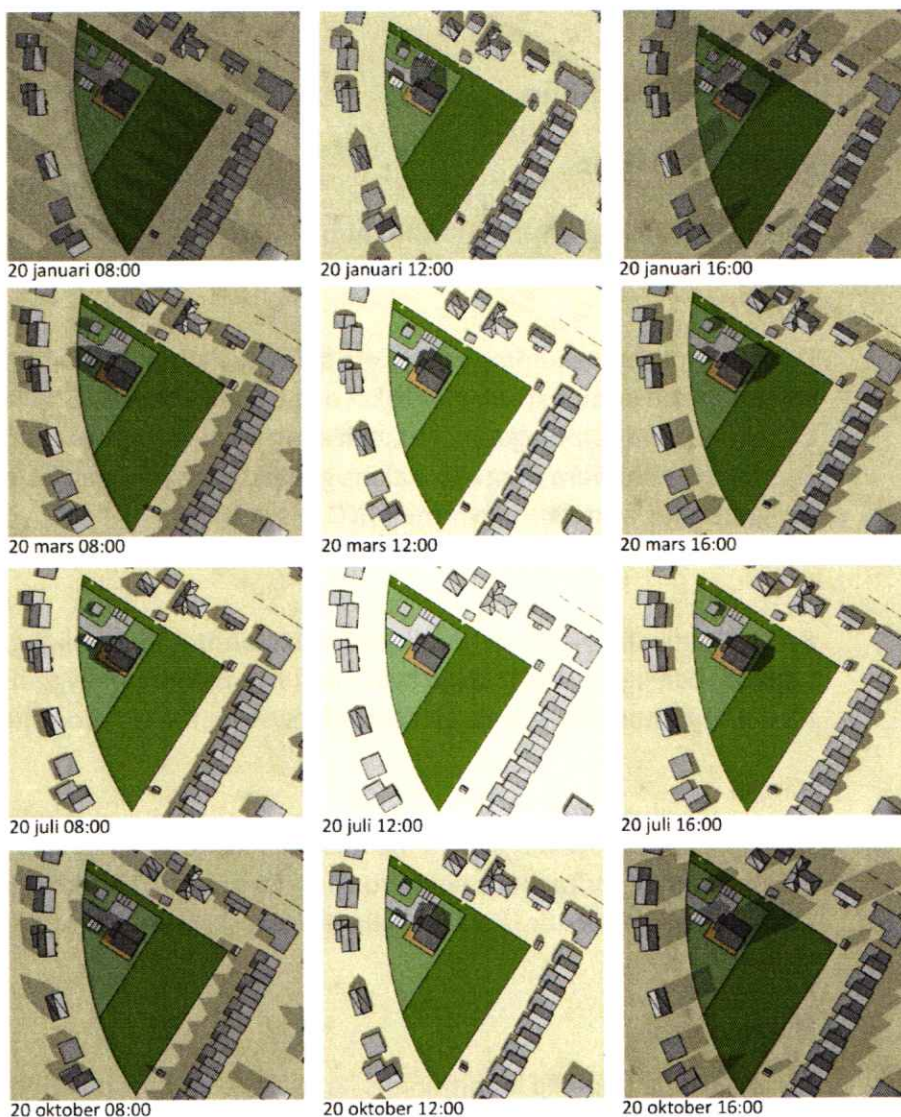 20 januari 08:00
20 januari 12:00
20 januari 16:00
20 mars 08:00
20 mars 12:00
20 mars 16:00
20 juli 08:00
20 juli 12:00
20 juli 16:00
20 oktober 08:00
20 oktober 12:00
20 oktober 16:00